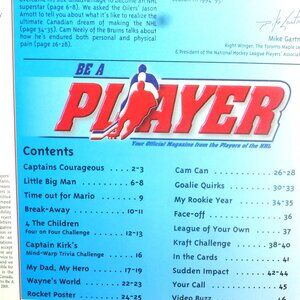 superstar (page 6-8). We asked the Oilers' Jason
Arnott to tell you about what it's like to realize the
ultimate Canadian dream of making the NHL
(page 34-35). Cam Neely of the Bruins talks about
how he's endured both personal and physical
pain (page 26-28).
Mike Gartn
Right Winger, The Toronto Maple
& President of the National Hockey League Players' Associa
BE A
PLAYER
Your Official Magazine from the Players of the NHL
Contents
Captains Courageous 2-3
Little Big Man 6-8
Time out for Mario 9
Break-Away 10-11
4 The Children
Four on Four Challenge 12-13
Captain Kirk's
Mind-Warp Trivia Challenge 16
My Dad, My Hero 17-19
Wayne's World 22-23
Rocket Poster 24-25
Cam Can 26-28
Goalie Quirks 30-33
My Rookie Year 34-35
Face-off 36
League of Your Own 37
Kraft Challenge 38-40
In the Cards 41
Sudden Impact 42-44
Your Call 45
Video Buzz